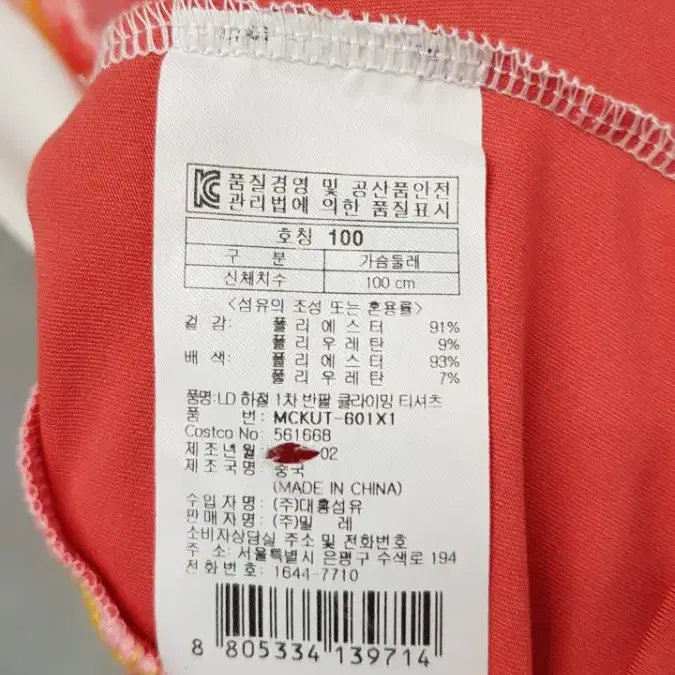 KC 품질경영 및 공산품안전
관리법에 의한 품질표시
호칭 100
구 분 가슴둘레
신체치수 100 cm
<섬유의 조성 또는 혼용율>
겉 감: 폴 리 에 스 터 91%
폴 리 우 레 탄 9%
배 색: 폴 리 에 스 터 93%
폴 리 우 레 탄 7%
품명:LD 하절 1차 반팔 클라이밍 티셔츠
품 번: MCKUT-601X1
Costco No: 561668
제 조 년 월: 02
제 조 국 명: 중국
(MADE IN CHINA)
수 입 자 명 : (주)대홍섬유
판 매 자 명 : (주)밀 레
소비자상담실 주소 및 전화번호
주 소: 서울특별시 은평구 수색로 194
전 화 번 호: 1644-7710
8 805334 139714